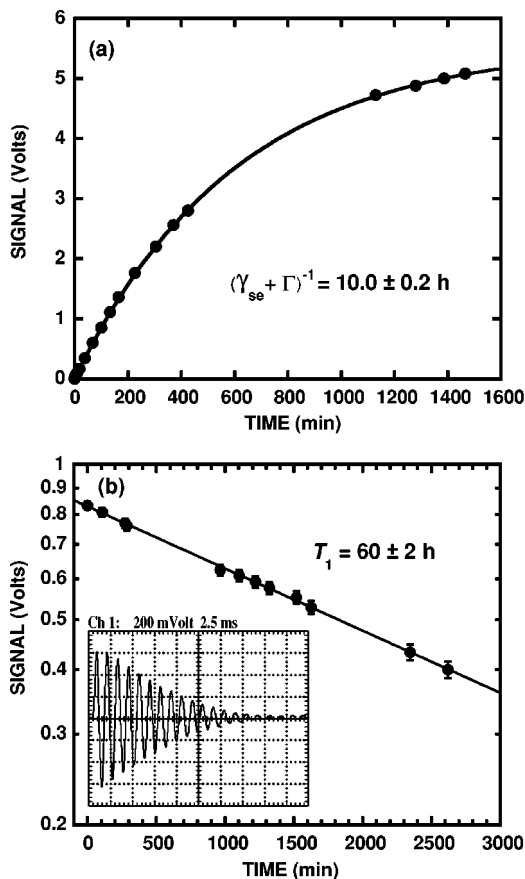 6
(a)
5
4
3
2
1
0
SIGNAL (Volts)
(γse + Γ)-1 = 10.0 ± 0.2 h
0 200 400 600 800 1000 1200 1400 1600
TIME (min)
1
(b)
0.9
0.8
0.7
0.6
0.5
0.4
0.3
0.2
SIGNAL (Volts)
T1 = 60 ± 2 h
Ch 1: 200 mVolt 2.5 ms
0 500 1000 1500 2000 2500 3000
TIME (min)